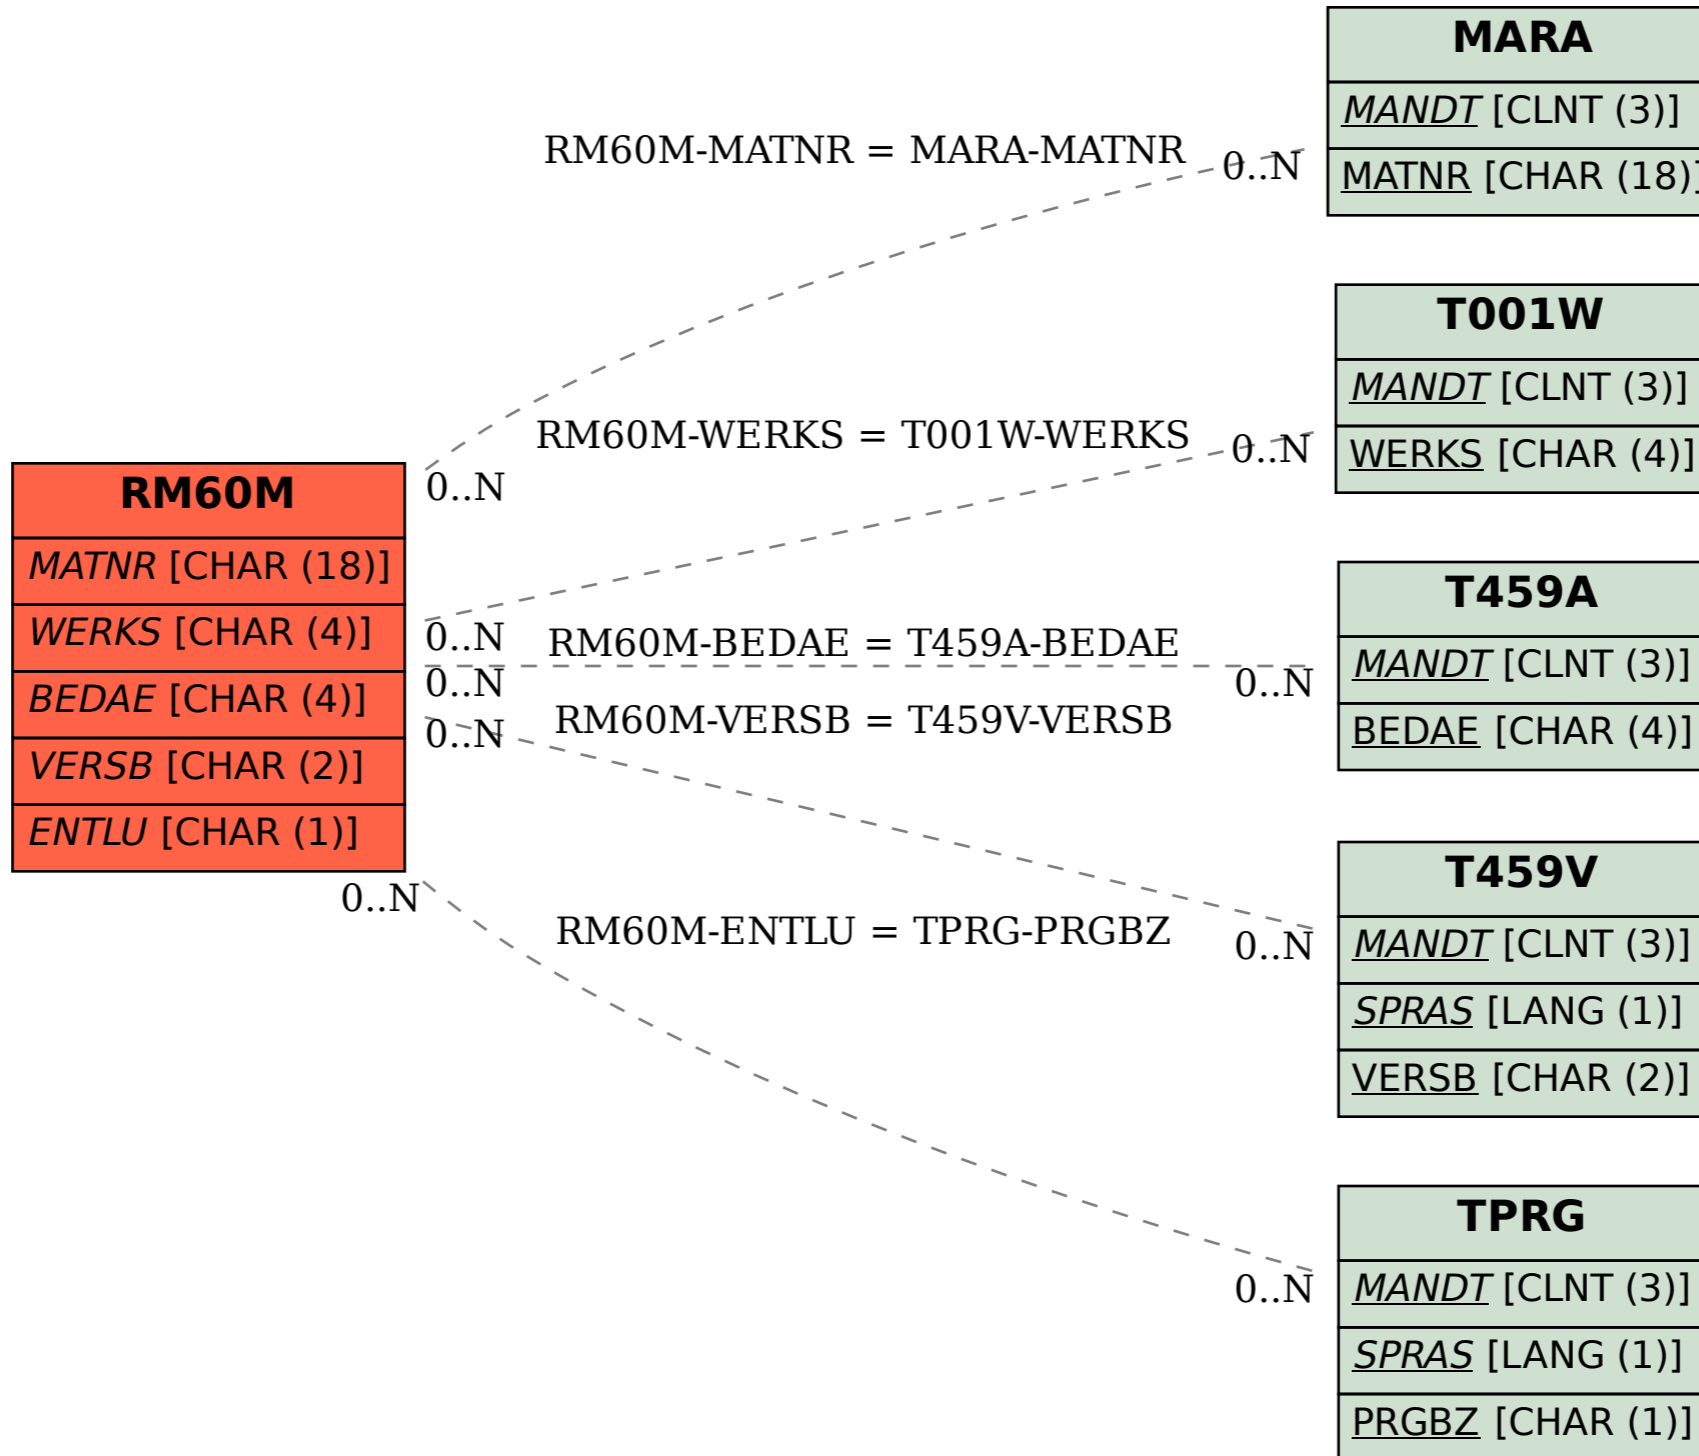 MARA
MANDT [CLNT (3)]
MATNR [CHAR (18)]
RM60M-MATNR = MARA-MATNR
0..N
0..N
T001W
MANDT [CLNT (3)]
WERKS [CHAR (4)]
RM60M-WERKS = T001W-WERKS
0..N
0..N
RM60M
MATNR [CHAR (18)]
WERKS [CHAR (4)]
BEDAE [CHAR (4)]
VERSB [CHAR (2)]
ENTLU [CHAR (1)]
T459A
MANDT [CLNT (3)]
BEDAE [CHAR (4)]
RM60M-BEDAE = T459A-BEDAE
0..N
0..N
RM60M-VERSB = T459V-VERSB
0..N
0..N
T459V
MANDT [CLNT (3)]
SPRAS [LANG (1)]
VERSB [CHAR (2)]
RM60M-ENTLU = TPRG-PRGBZ
0..N
0..N
TPRG
MANDT [CLNT (3)]
SPRAS [LANG (1)]
PRGBZ [CHAR (1)]